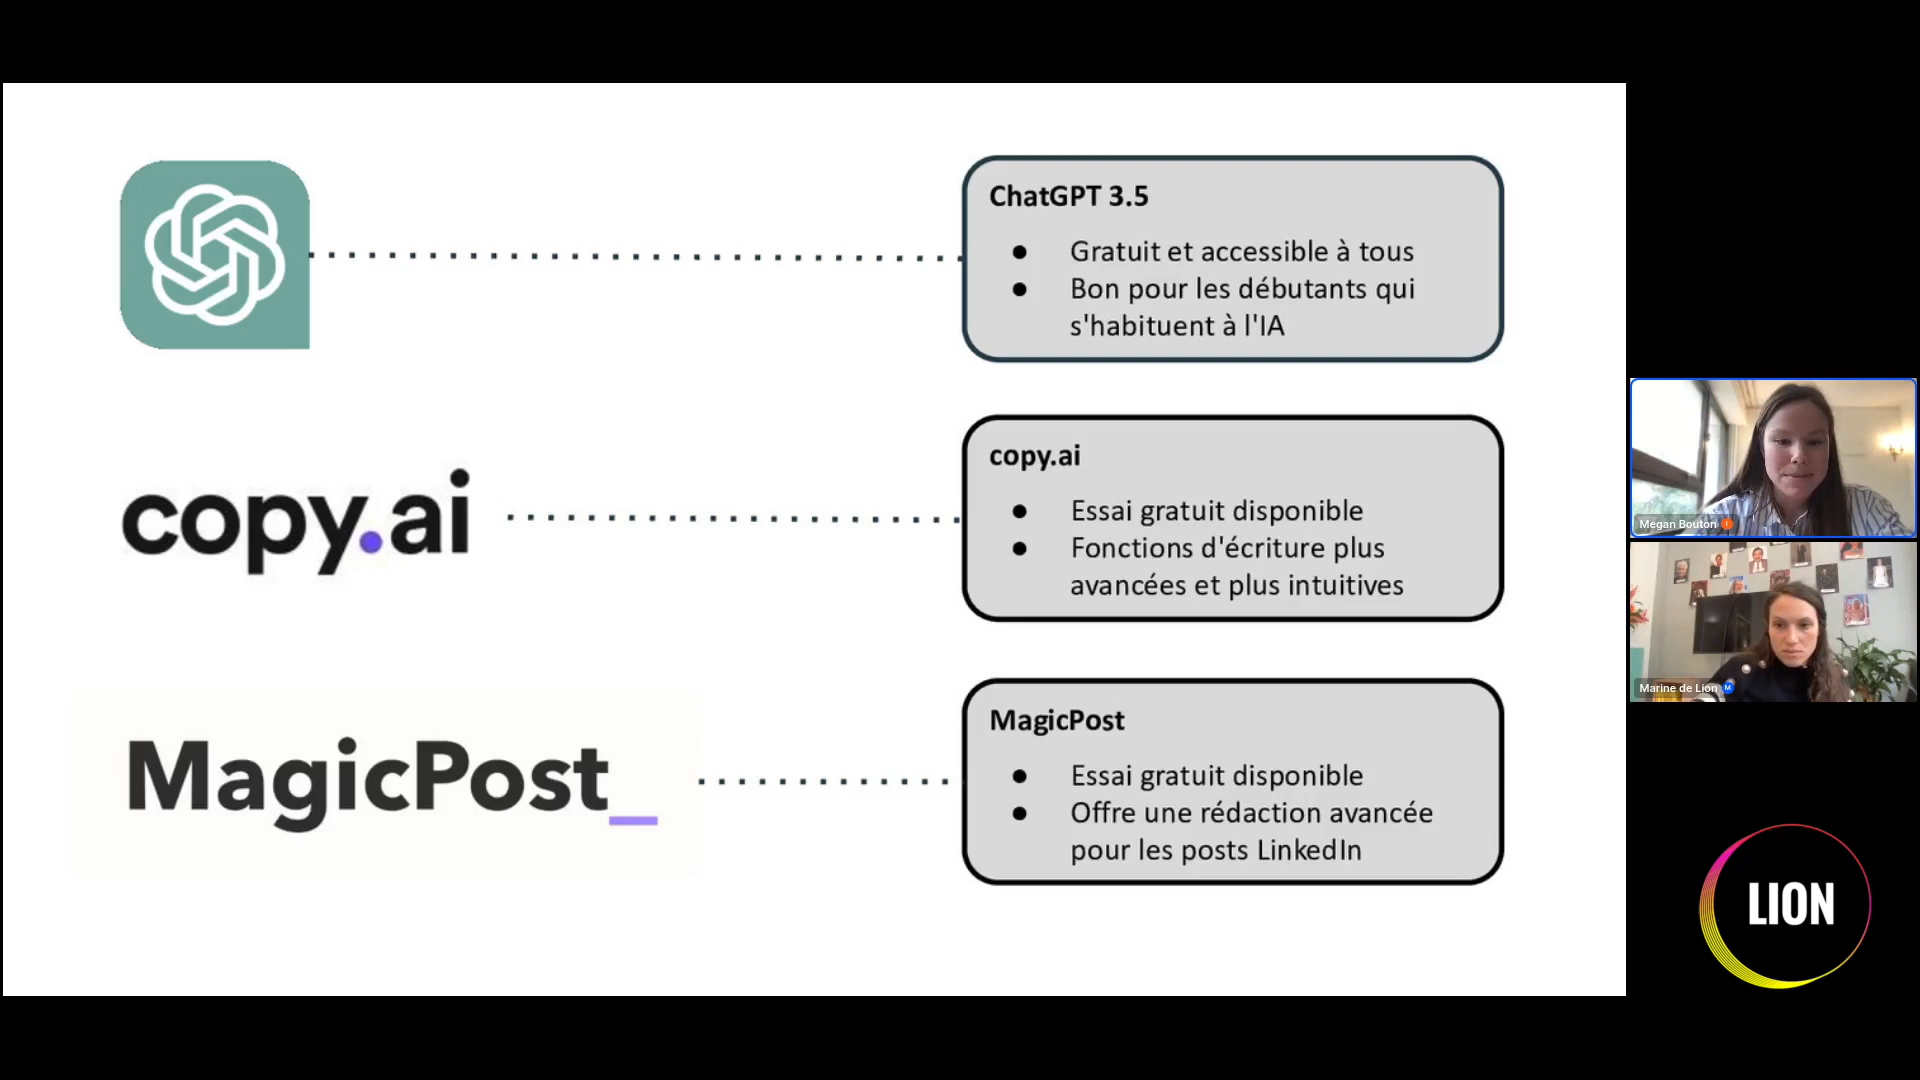 ChatGPT 3.5
● Gratuit et accessible à tous
● Bon pour les débutants qui
s'habituent à l'IA
copy.ai
copy.ai
● Essai gratuit disponible
● Fonctions d'écriture plus
avancées et plus intuitives
MagicPost_
MagicPost
● Essai gratuit disponible
● Offre une rédaction avancée
pour les posts LinkedIn
Megan Bouton
Marine de Lion M
LION